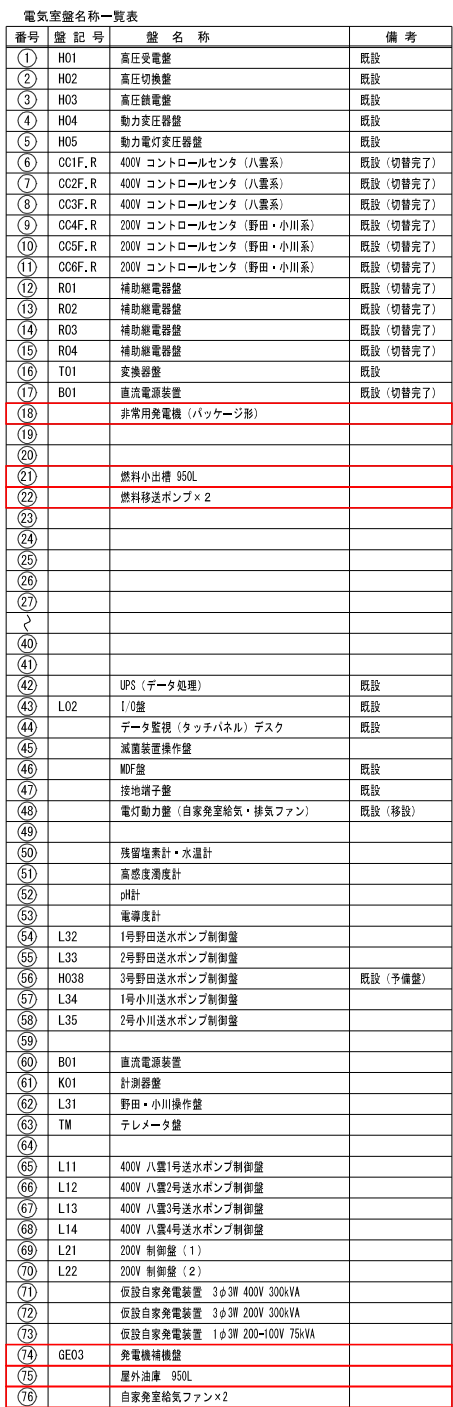 電気室盤名称一覧表
番号 盤記号 盤名称 備考
① H01 高圧受電盤 既設
② H02 高圧切換盤 既設
③ H03 高圧饋電盤 既設
④ H04 動力変圧器盤 既設
⑤ H05 動力電灯変圧器盤 既設
⑥ CC1F.R 400V コントロールセンタ（八雲系） 既設（切替完了）
⑦ CC2F.R 400V コントロールセンタ（八雲系） 既設（切替完了）
⑧ CC3F.R 400V コントロールセンタ（八雲系） 既設（切替完了）
⑨ CC4F.R 200V コントロールセンタ（野田・小川系） 既設（切替完了）
⑩ CC5F.R 200V コントロールセンタ（野田・小川系） 既設（切替完了）
⑪ CC6F.R 200V コントロールセンタ（野田・小川系） 既設（切替完了）
⑫ R01 補助継電器盤 既設（切替完了）
⑬ R02 補助継電器盤 既設（切替完了）
⑭ R03 補助継電器盤 既設（切替完了）
⑮ R04 補助継電器盤 既設（切替完了）
⑯ T01 変換器盤 既設
⑰ B01 直流電源装置 既設（切替完了）
⑱ 非常用発電機（パッケージ形）
⑲
⑳
㉑ 燃料小出槽 950L
㉒ 燃料移送ポンプ×２
㉓
㉔
㉕
㉖
㉗
〜
㊵
㊶
㊷ UPS（データ処理） 既設
㊸ L02 I/O盤 既設
㊹ データ監視（タッチパネル）デスク 既設
㊺ 滅菌装置操作盤
㊻ MDF盤 既設
㊼ 接地端子盤 既設
㊽ 電灯動力盤（自家発室給気・排気ファン） 既設（移設）
㊾
㊿ 残留塩素計・水温計
51 高感度濁度計
52 pH計
53 電導度計
54 L32 1号野田送水ポンプ制御盤
55 L33 2号野田送水ポンプ制御盤
56 H038 3号野田送水ポンプ制御盤 既設（予備盤）
57 L34 1号小川送水ポンプ制御盤
58 L35 2号小川送水ポンプ制御盤
59
60 B01 直流電源装置
61 K01 計測器盤
62 L31 野田・小川操作盤
63 TM テレメータ盤
64
65 L11 400V 八雲1号送水ポンプ制御盤
66 L12 400V 八雲2号送水ポンプ制御盤
67 L13 400V 八雲3号送水ポンプ制御盤
68 L14 400V 八雲4号送水ポンプ制御盤
69 L21 200V 制御盤（１）
70 L22 200V 制御盤（２）
71 仮設自家発電装置 3φ3W 400V 300kVA
72 仮設自家発電装置 3φ3W 200V 300kVA
73 仮設自家発電装置 1φ3W 200-100V 75kVA
74 GE03 発電機補機盤
75 屋外油庫 950L
76 自家発室給気ファン×2